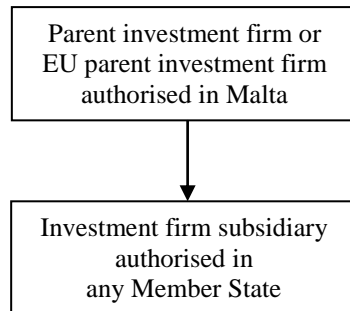 Parent investment firm or
EU parent investment firm
authorised in Malta
Investment firm subsidiary
authorised in
any Member State